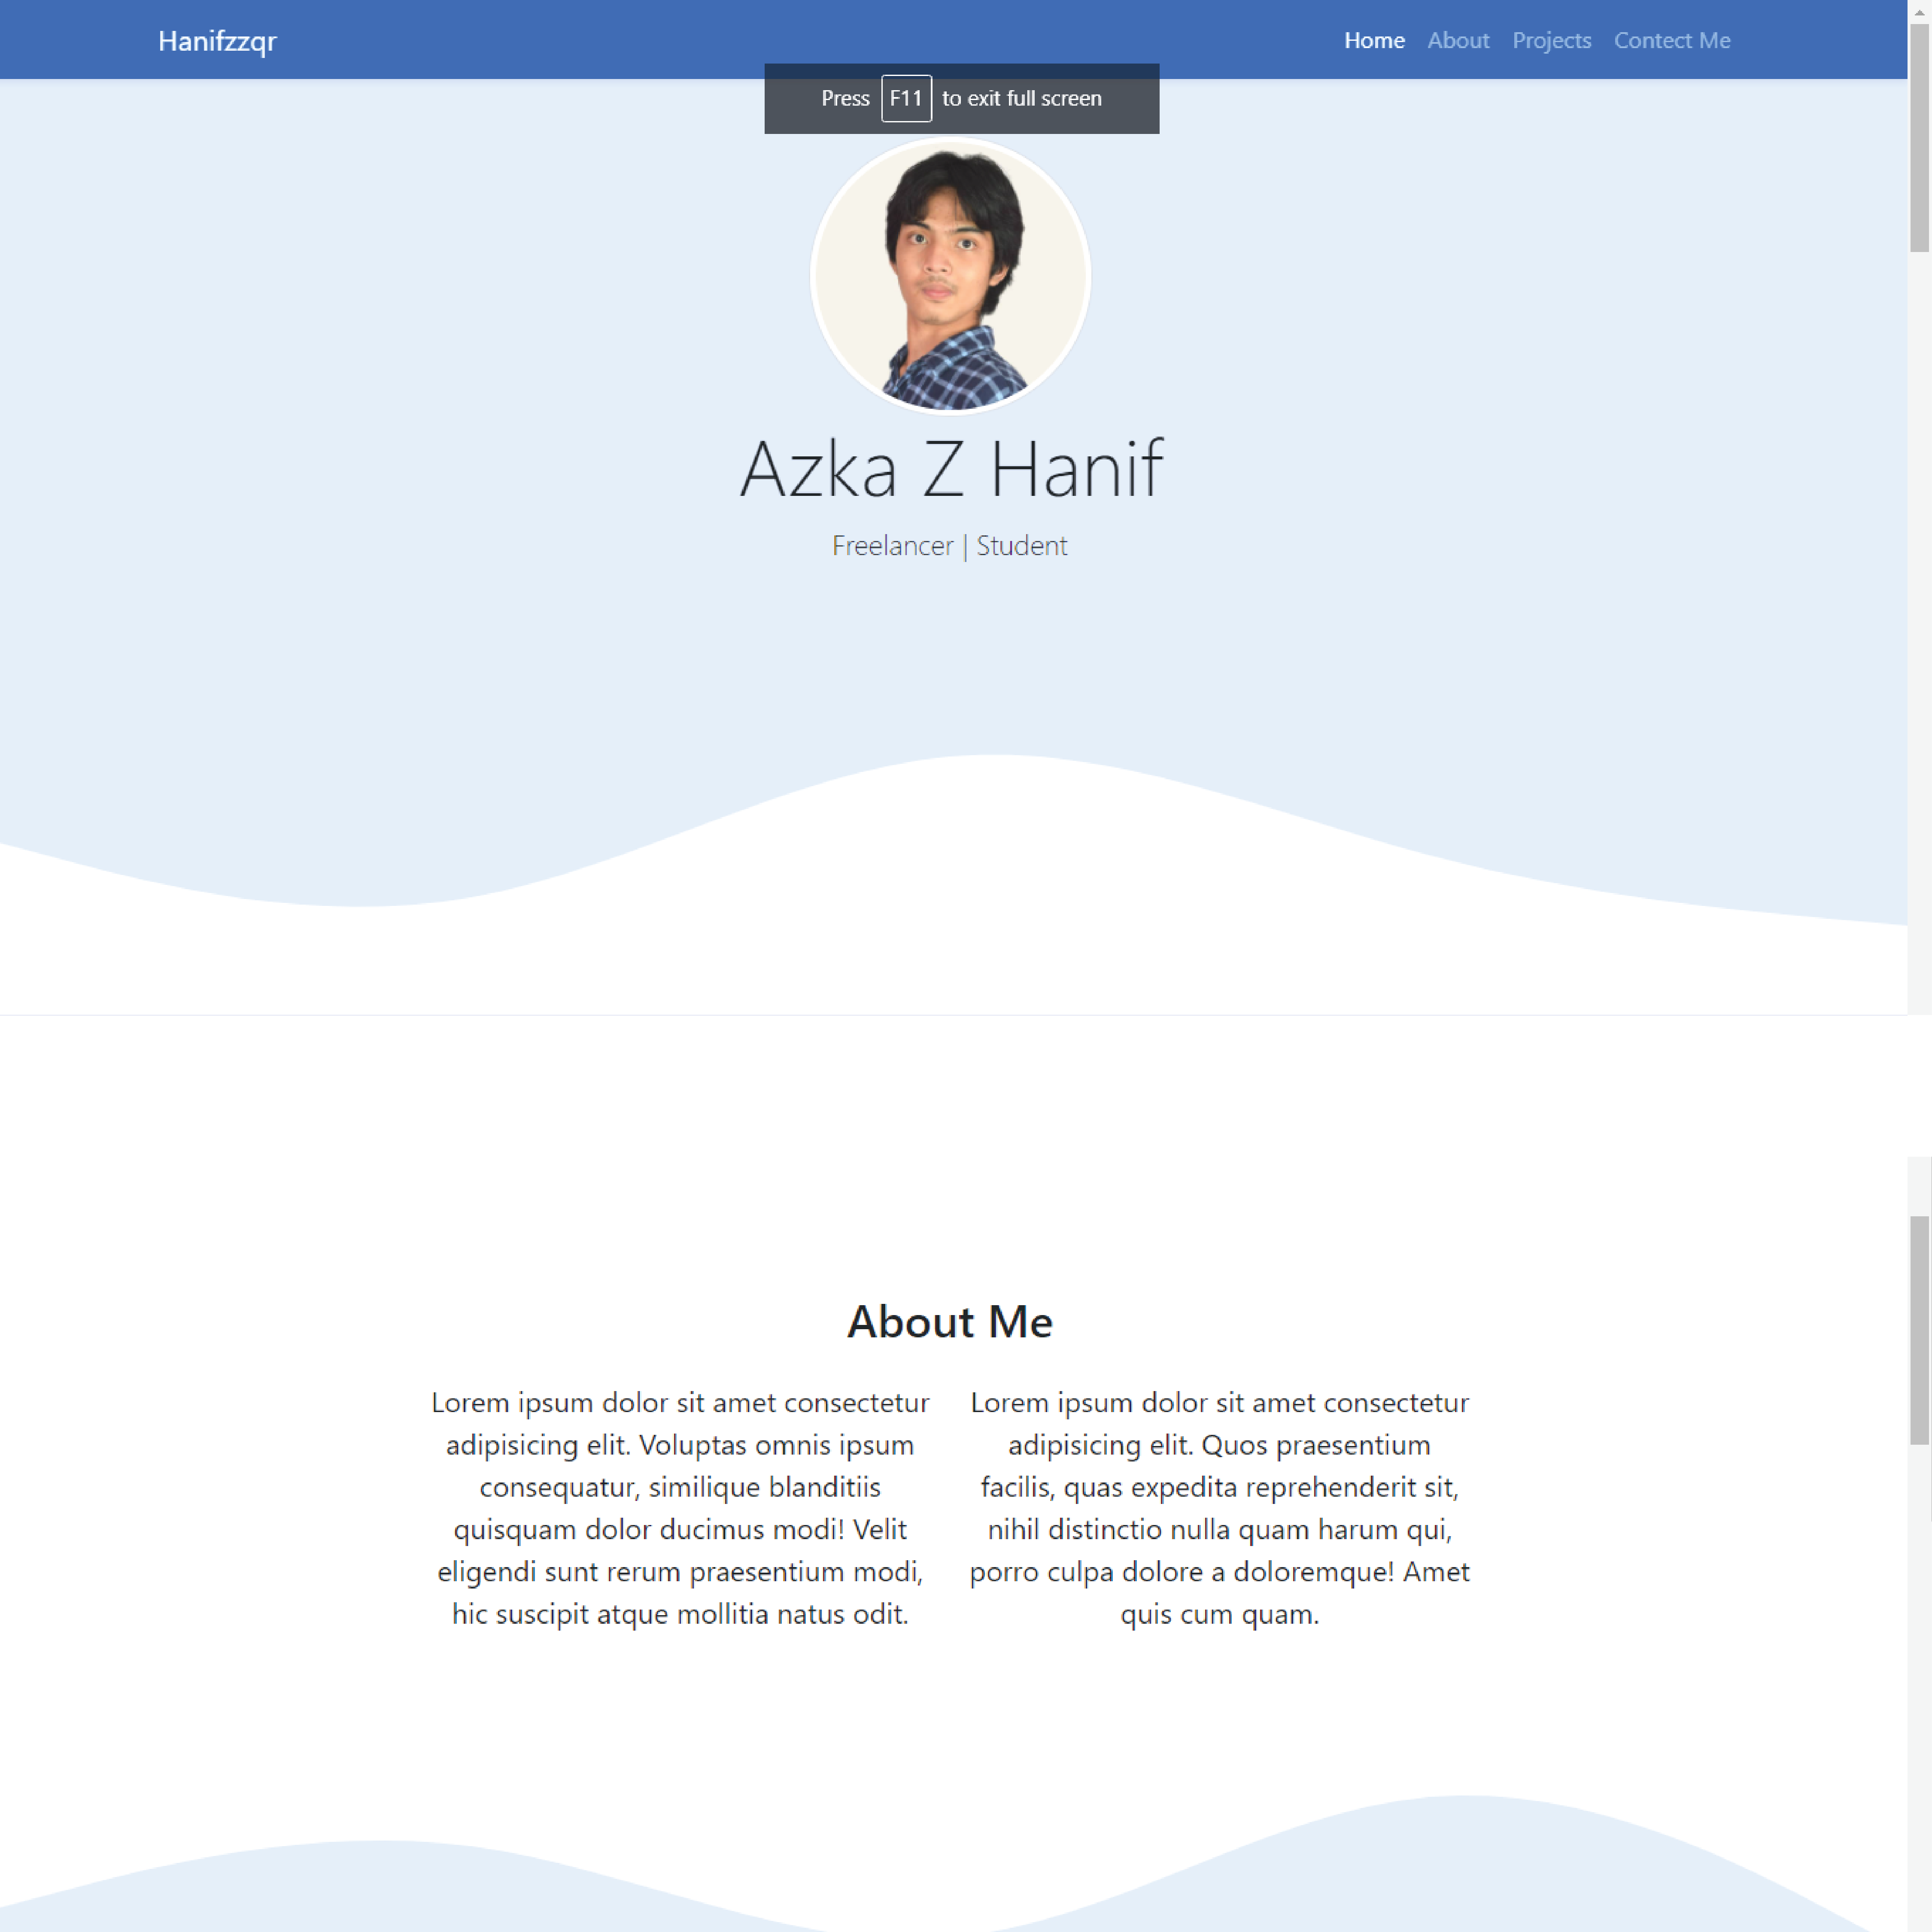 Hanifzzqr
Home About Projects Contect Me
Press F11 to exit full screen
Azka Z Hanif
Freelancer | Student
About Me
Lorem ipsum dolor sit amet consectetur
adipisicing elit. Voluptas omnis ipsum
consequatur, similique blanditiis
quisquam dolor ducimus modi! Velit
eligendi sunt rerum praesentium modi,
hic suscipit atque mollitia natus odit.
Lorem ipsum dolor sit amet consectetur
adipisicing elit. Quos praesentium
facilis, quas expedita reprehenderit sit,
nihil distinctio nulla quam harum qui,
porro culpa dolore a doloremque! Amet
quis cum quam.